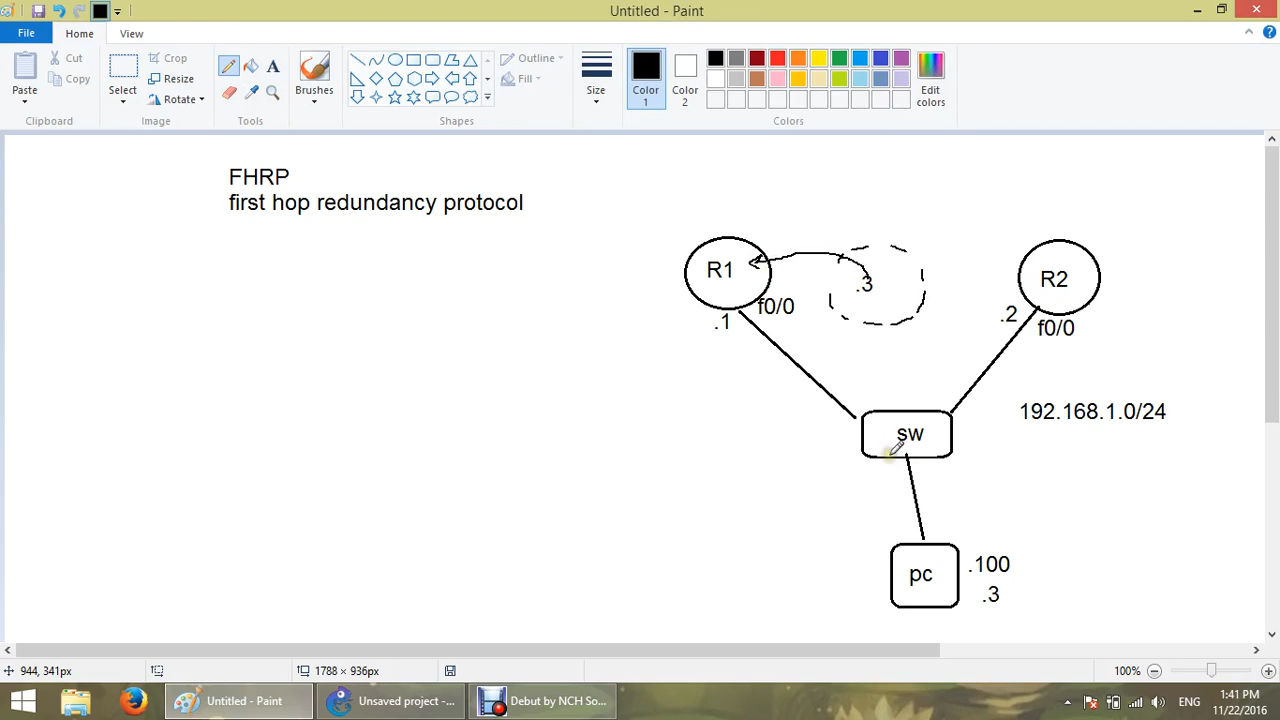 Untitled - Paint
File
Home
View
Paste
Cut
Copy
Clipboard
Select
Crop
Resize
Rotate
Image
Tools
Brushes
Shapes
Outline
Fill
Size
Color 1
Color 2
Edit colors
Colors
FHRP
first hop redundancy protocol
R1
.3
R2
f0/0
.1
.2
f0/0
192.168.1.0/24
sw
pc
.100
.3
944, 341px
1788 × 936px
100%
Untitled - Paint
Unsaved project -...
Debut by NCH So...
ENG
1:41 PM
11/22/2016